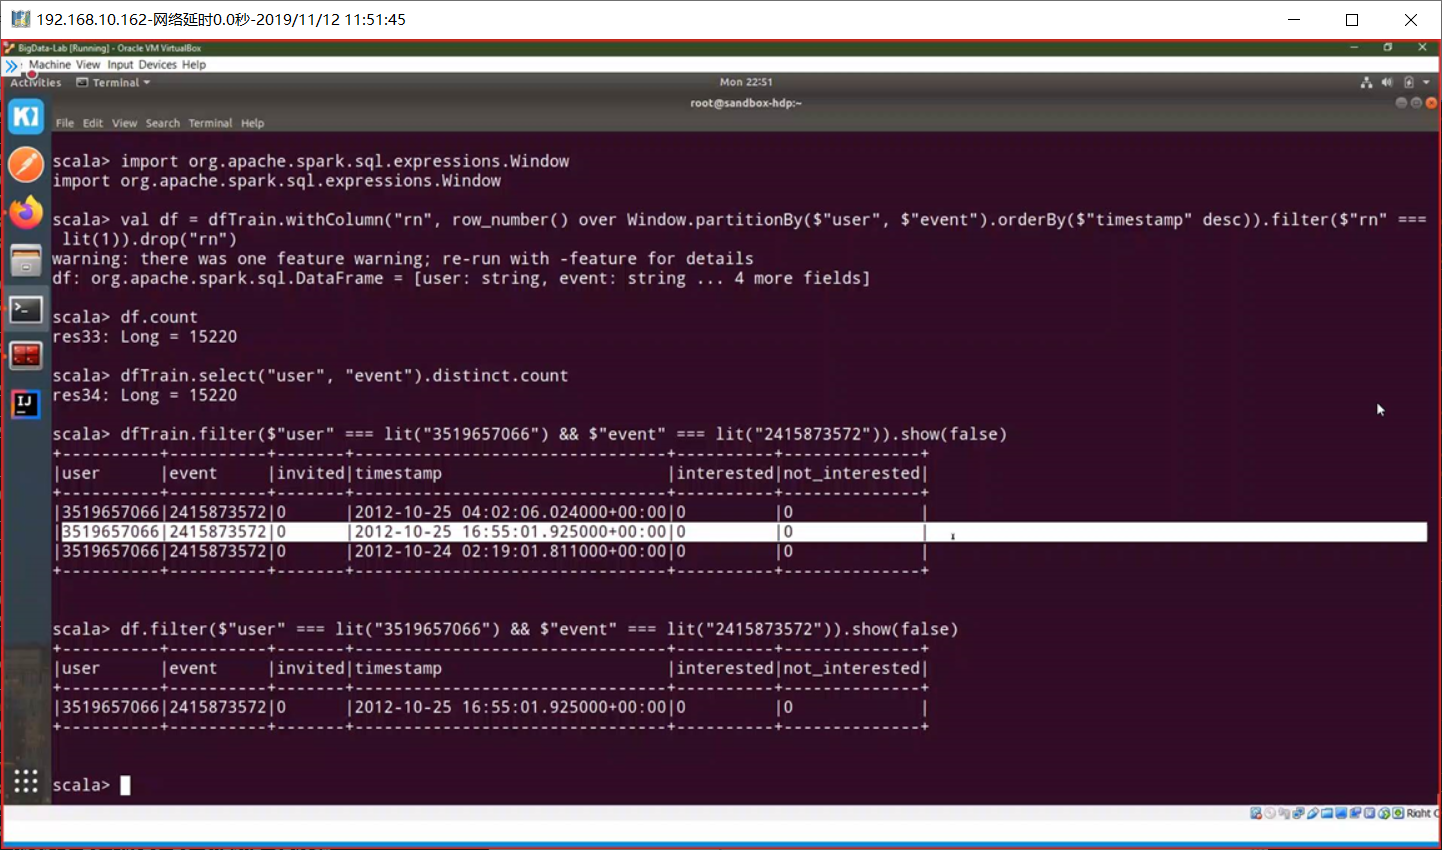 192.168.10.162-网络延时0.0秒-2019/11/12 11:51:45
BigData-Lab [Running] - Oracle VM VirtualBox
Machine View Input Devices Help
Activities Terminal Mon 22:51
root@sandbox-hdp:~
File Edit View Search Terminal Help
scala> import org.apache.spark.sql.expressions.Window
import org.apache.spark.sql.expressions.Window
scala> val df = dfTrain.withColumn("rn", row_number() over Window.partitionBy($"user", $"event").orderBy($"timestamp" desc)).filter($"rn" ===
lit(1)).drop("rn")
warning: there was one feature warning; re-run with -feature for details
df: org.apache.spark.sql.DataFrame = [user: string, event: string ... 4 more fields]
scala> df.count
res33: Long = 15220
scala> dfTrain.select("user", "event").distinct.count
res34: Long = 15220
scala> dfTrain.filter($"user" === lit("3519657066") && $"event" === lit("2415873572")).show(false)
+----------+----------+-------+--------------------------------+----------+--------------+
|user      |event     |invited|timestamp                       |interested|not_interested|
+----------+----------+-------+--------------------------------+----------+--------------+
|3519657066|2415873572|0      |2012-10-25 04:02:06.024000+00:00|0         |0             |
|3519657066|2415873572|0      |2012-10-25 16:55:01.925000+00:00|0         |0             |
|3519657066|2415873572|0      |2012-10-24 02:19:01.811000+00:00|0         |0             |
+----------+----------+-------+--------------------------------+----------+--------------+
scala> df.filter($"user" === lit("3519657066") && $"event" === lit("2415873572")).show(false)
+----------+----------+-------+--------------------------------+----------+--------------+
|user      |event     |invited|timestamp                       |interested|not_interested|
+----------+----------+-------+--------------------------------+----------+--------------+
|3519657066|2415873572|0      |2012-10-25 16:55:01.925000+00:00|0         |0             |
+----------+----------+-------+--------------------------------+----------+--------------+
scala>
Right